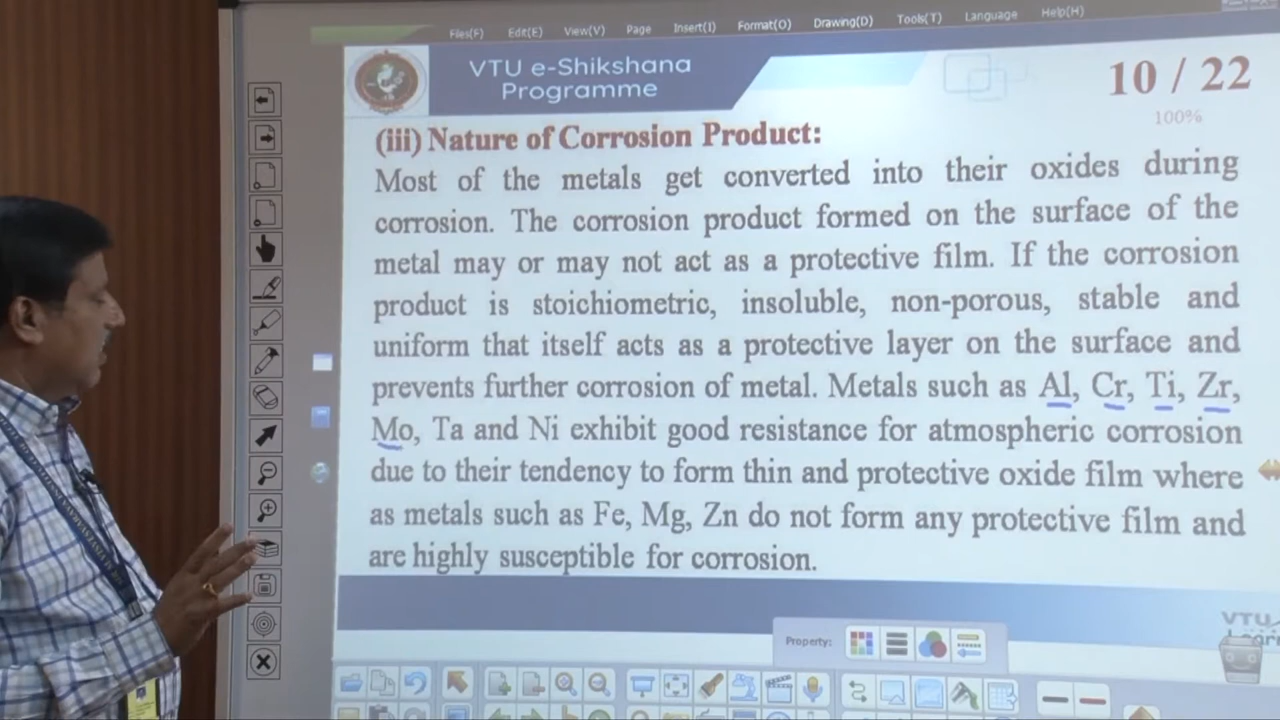 Files(F) Edit(E) View(V) Page Insert(I) Format(O) Drawing(D) Tools(T) Language Help(H)
VTU e-Shikshana
Programme
10 / 22
100%
(iii) Nature of Corrosion Product:
Most of the metals get converted into their oxides during
corrosion. The corrosion product formed on the surface of the
metal may or may not act as a protective film. If the corrosion
product is stoichiometric, insoluble, non-porous, stable and
uniform that itself acts as a protective layer on the surface and
prevents further corrosion of metal. Metals such as Al, Cr, Ti, Zr,
Mo, Ta and Ni exhibit good resistance for atmospheric corrosion
due to their tendency to form thin and protective oxide film where
as metals such as Fe, Mg, Zn do not form any protective film and
are highly susceptible for corrosion.
VTU
Property: